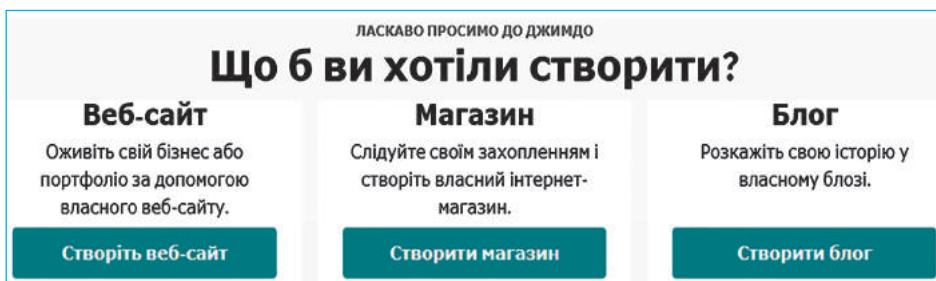 ЛАСКАВО ПРОСИМО ДО ДЖИМДО
Що б ви хотіли створити?
Веб-сайт
Оживіть свій бізнес або
портфоліо за допомогою
власного веб-сайту.
Створіть веб-сайт
Магазин
Слідуйте своїм захопленням і
створіть власний інтернет-
магазин.
Створити магазин
Блог
Розкажіть свою історію у
власному блозі.
Створити блог